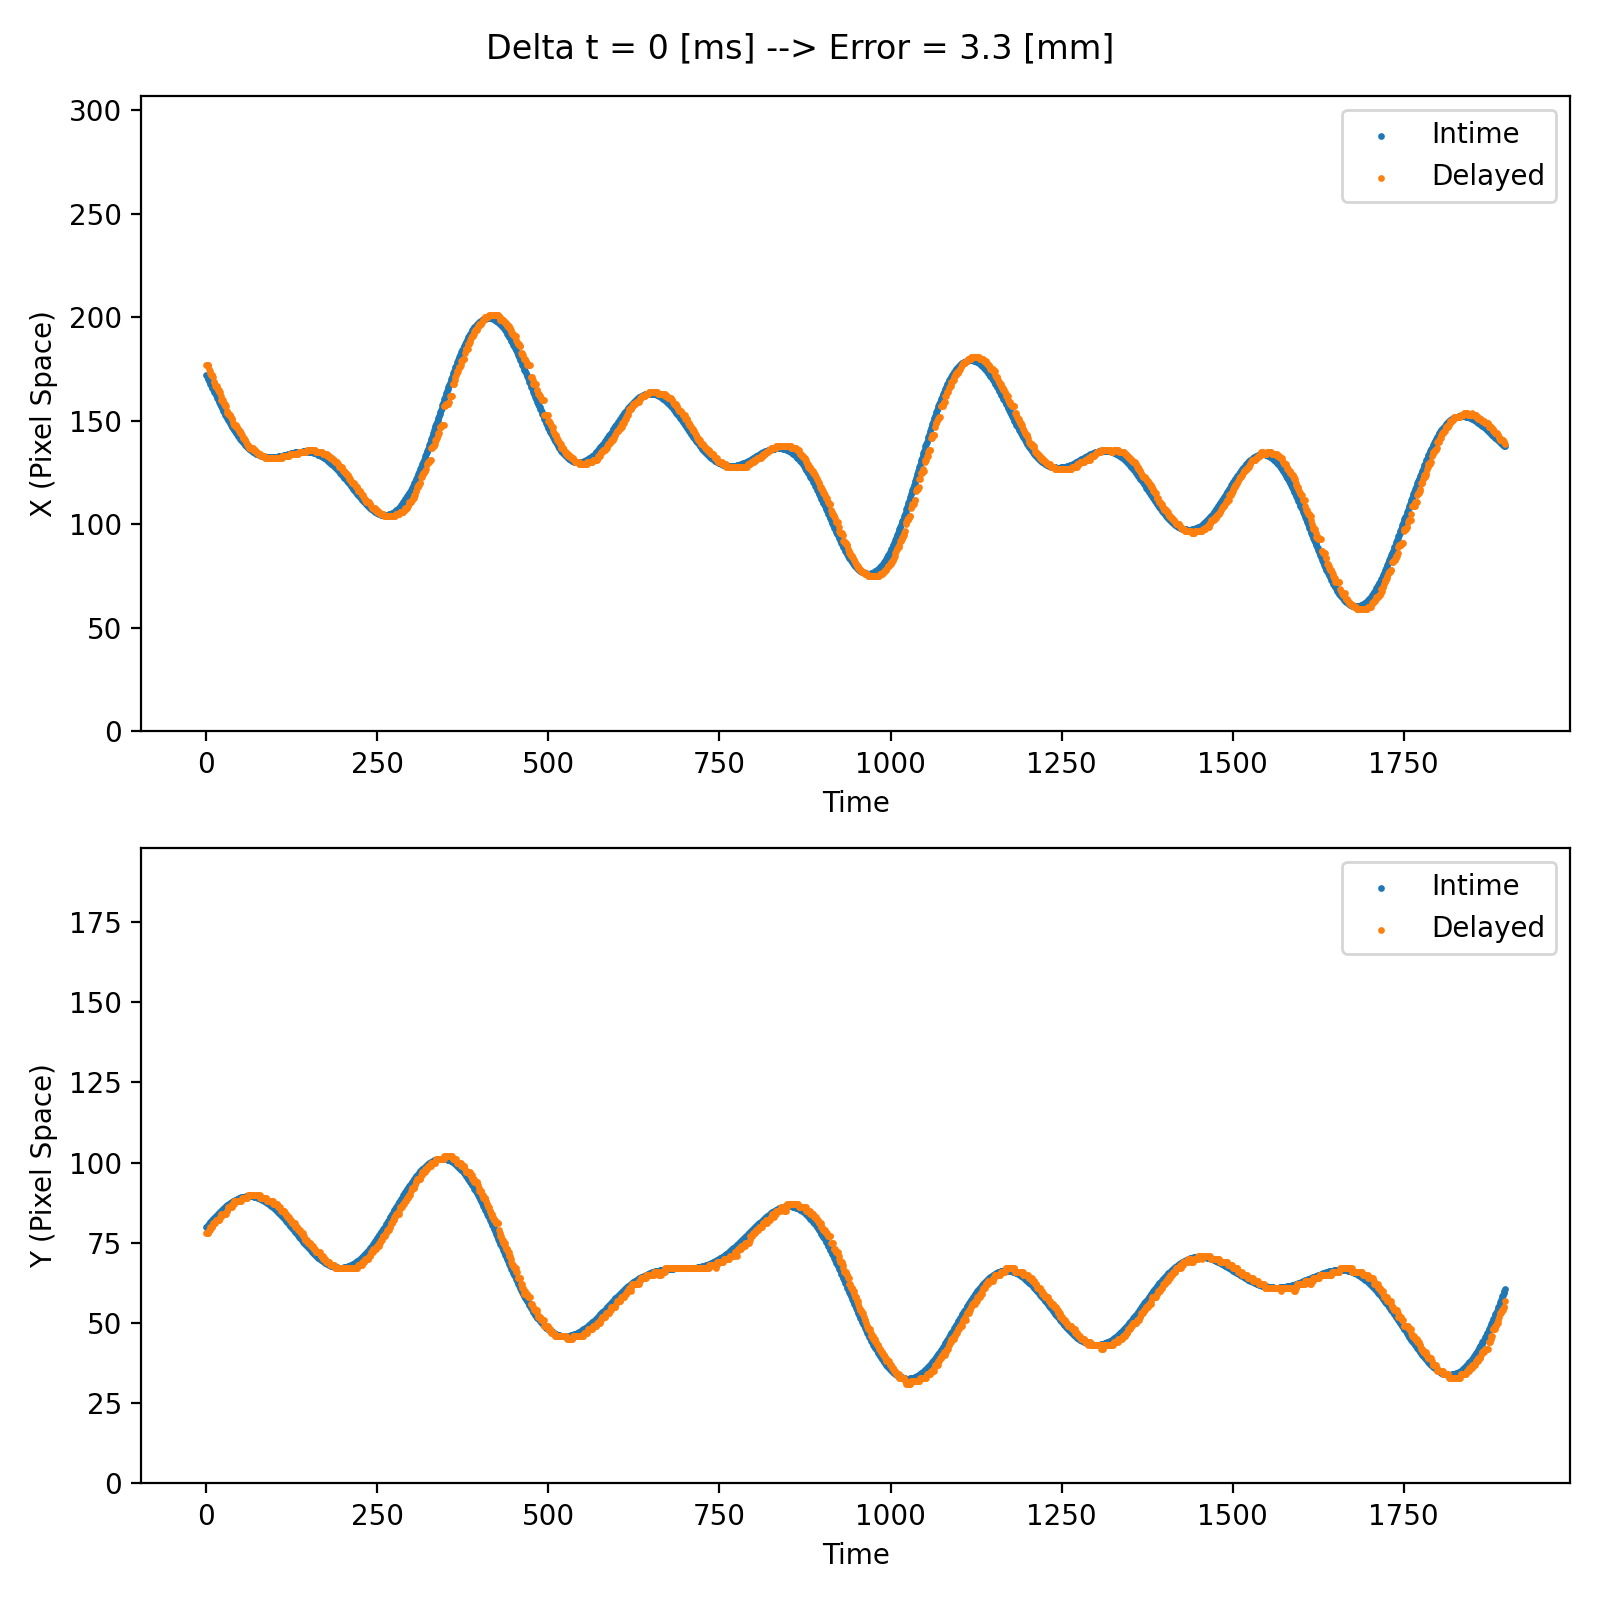 Delta t = 0 [ms] --> Error = 3.3 [mm]
300
250
200
150
100
50
0
X (Pixel Space)
Intime
Delayed
0 250 500 750 1000 1250 1500 1750
Time
175
150
125
100
75
50
25
0
Y (Pixel Space)
Intime
Delayed
0 250 500 750 1000 1250 1500 1750
Time